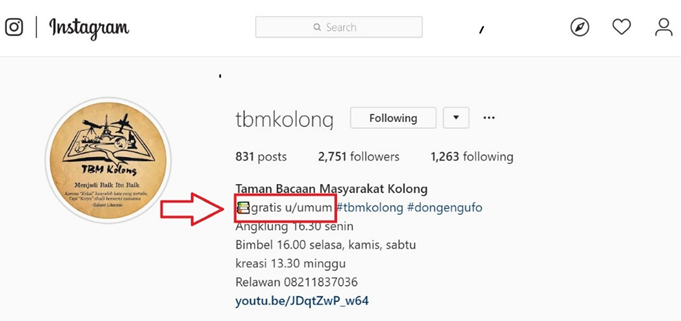 Instagram
Search
tbmkolong
Following
831 posts 2,751 followers 1,263 following
TBM Kolong
Menjadi Baik Itu Baik
Taman Bacaan Masyarakat Kolong
gratis u/umum #tbmkolong #dongengufo
Angklung 16.30 senin
Bimbel 16.00 selasa, kamis, sabtu
kreasi 13.30 minggu
Relawan 08211837036
youtu.be/JDqtZwP_w64